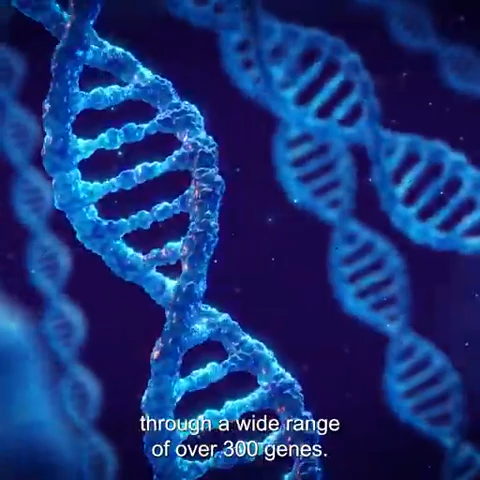 through a wide range
of over 300 genes.